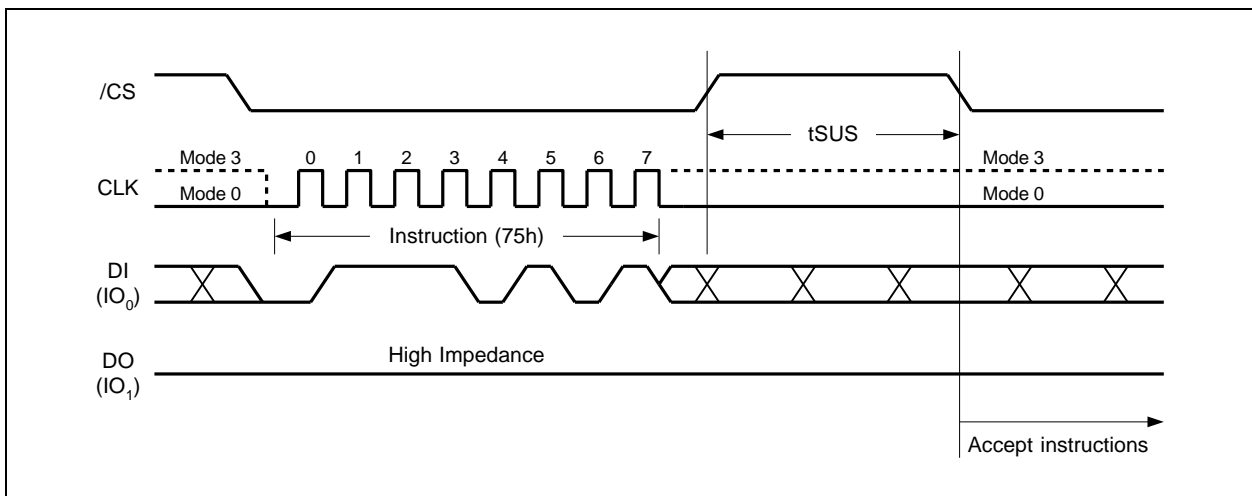 /CS
tSUS
Mode 3 0 1 2 3 4 5 6 7 Mode 3
CLK
Mode 0 Mode 0
Instruction (75h)
DI
(IO0)
High Impedance
DO
(IO1)
Accept instructions